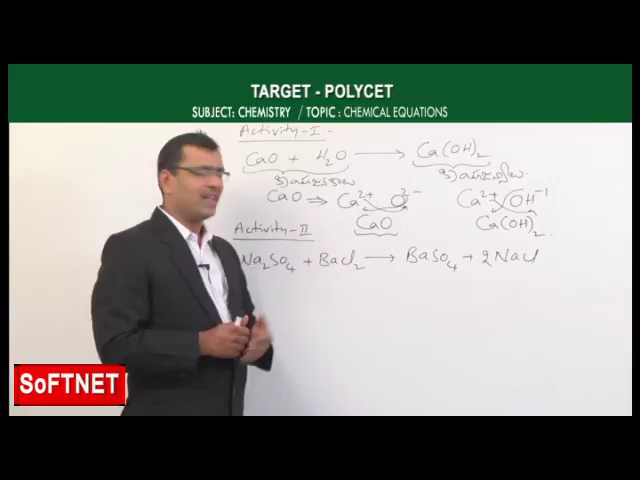 TARGET - POLYCET
SUBJECT: CHEMISTRY / TOPIC : CHEMICAL EQUATIONS
Activity-I
CaO + H₂O → Ca(OH)₂
CaO ⇒ Ca²⁺ O²⁻ Ca²⁺ OH⁻¹
CaO Ca(OH)₂
Activity-II
Na₂SO₄ + BaCl₂ → BaSO₄ + 2NaCl
SoFTNET